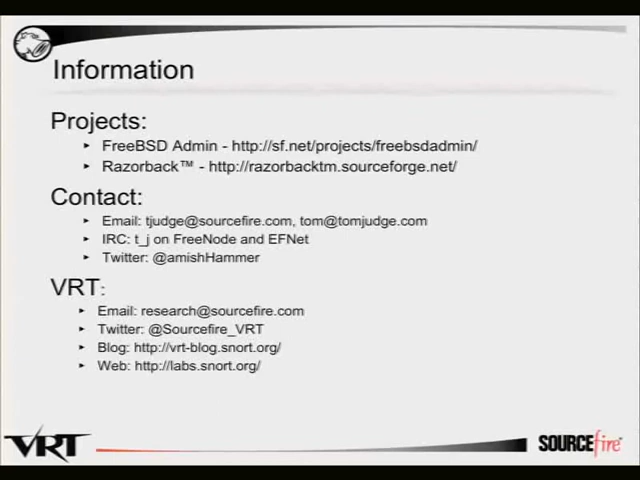 Information
Projects:
FreeBSD Admin - http://sf.net/projects/freebsdadmin/
Razorback™ - http://razorbacktm.sourceforge.net/
Contact:
Email: tjudge@sourcefire.com, tom@tomjudge.com
IRC: t_j on FreeNode and EFNet
Twitter: @amishHammer
VRT:
Email: research@sourcefire.com
Twitter: @Sourcefire_VRT
Blog: http://vrt-blog.snort.org/
Web: http://labs.snort.org/
VRT
SOURCEfire